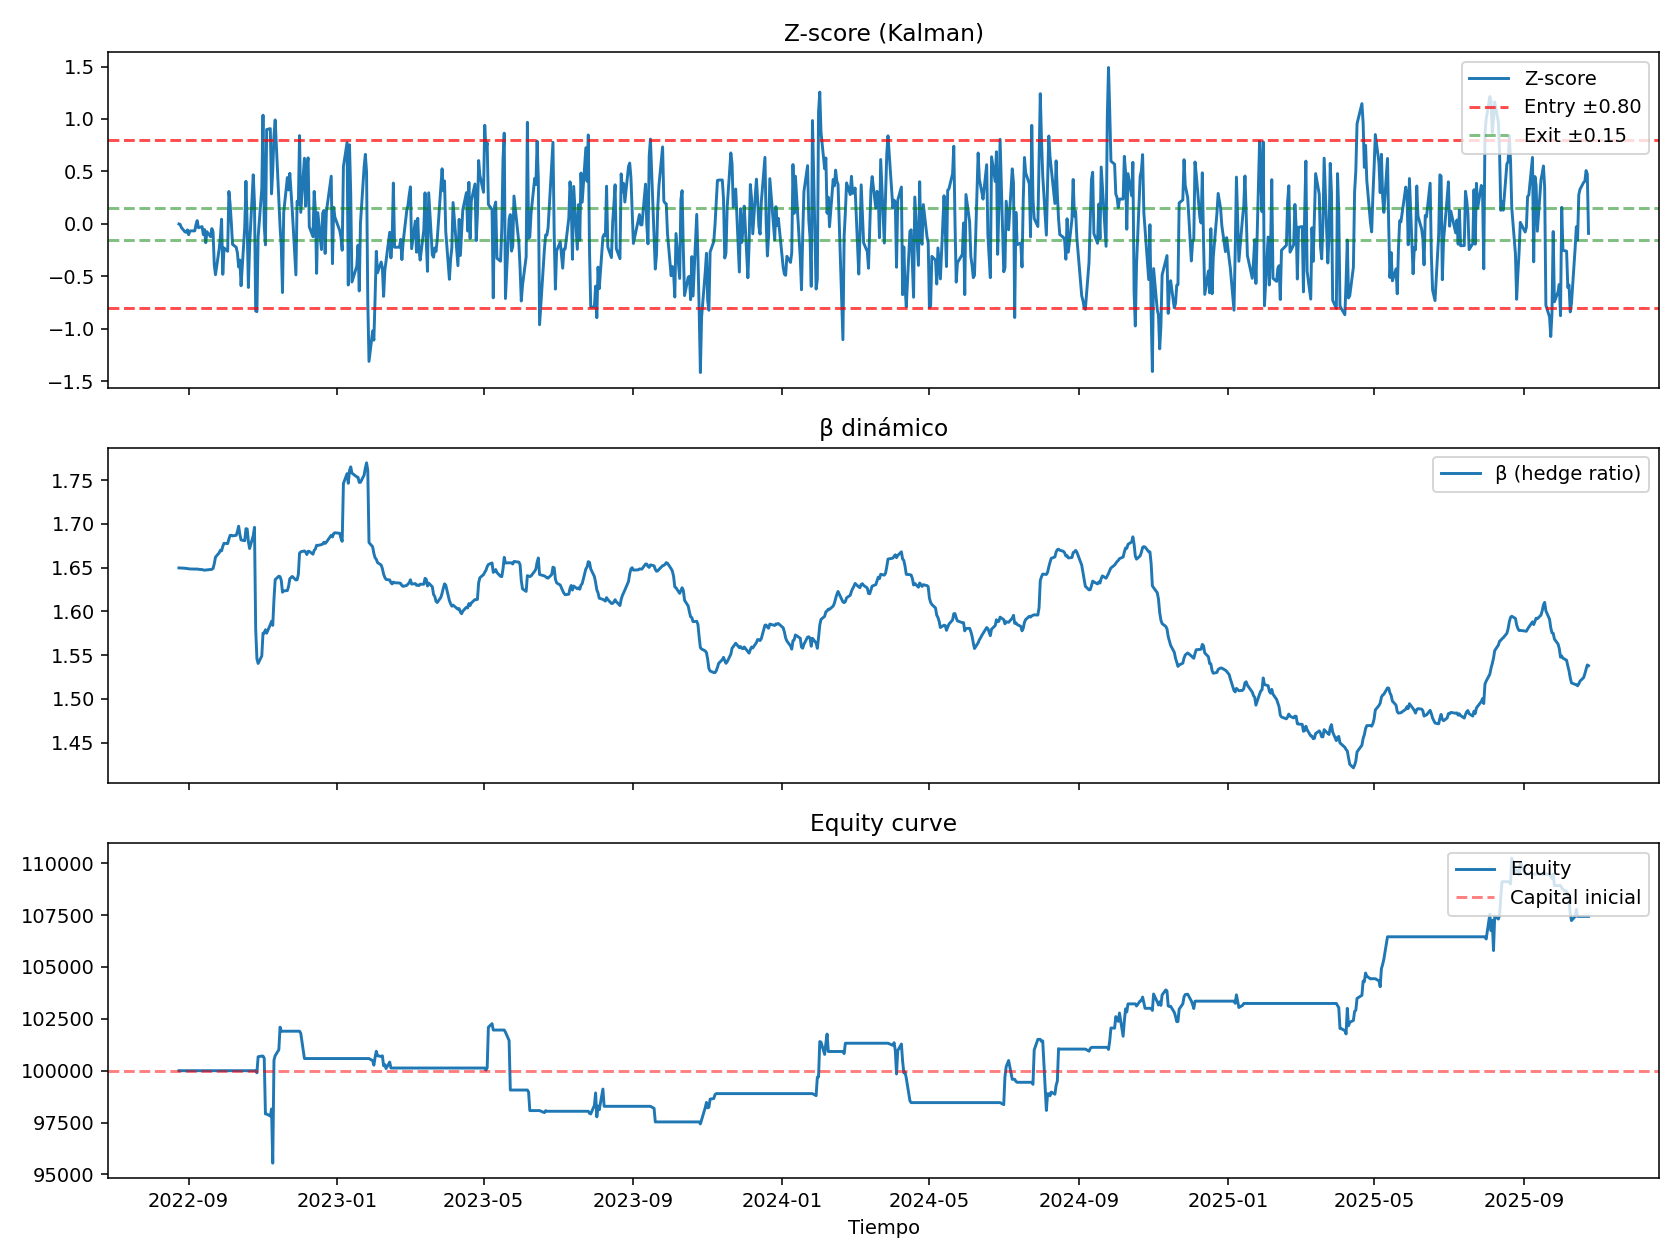 Z-score (Kalman)
1.5
1.0
0.5
0.0
−0.5
−1.0
−1.5
Z-score
Entry ±0.80
Exit ±0.15
β dinámico
1.75
1.70
1.65
1.60
1.55
1.50
1.45
β (hedge ratio)
Equity curve
110000
107500
105000
102500
100000
97500
95000
Equity
Capital inicial
2022-09 2023-01 2023-05 2023-09 2024-01 2024-05 2024-09 2025-01 2025-05 2025-09
Tiempo